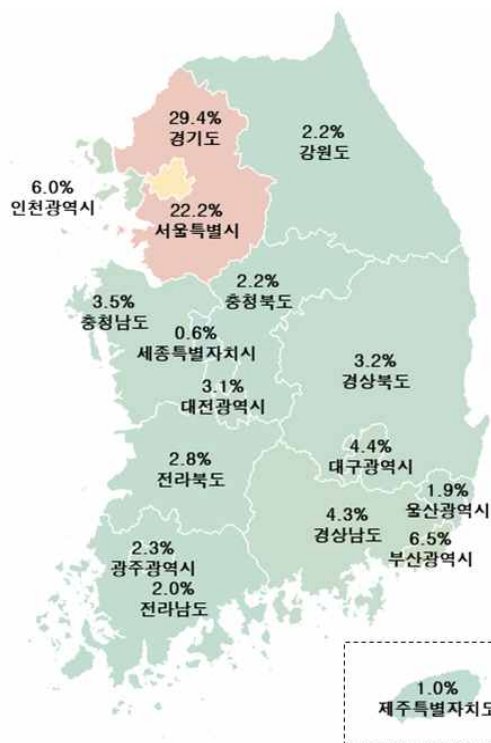 29.4%
경기도
2.2%
강원도
6.0%
인천광역시
22.2%
서울특별시
2.2%
충청북도
3.5%
충청남도
0.6%
세종특별자치시
3.2%
경상북도
3.1%
대전광역시
4.4%
대구광역시
2.8%
전라북도
1.9%
울산광역시
4.3%
경상남도
6.5%
부산광역시
2.3%
광주광역시
2.0%
전라남도
1.0%
제주특별자치도